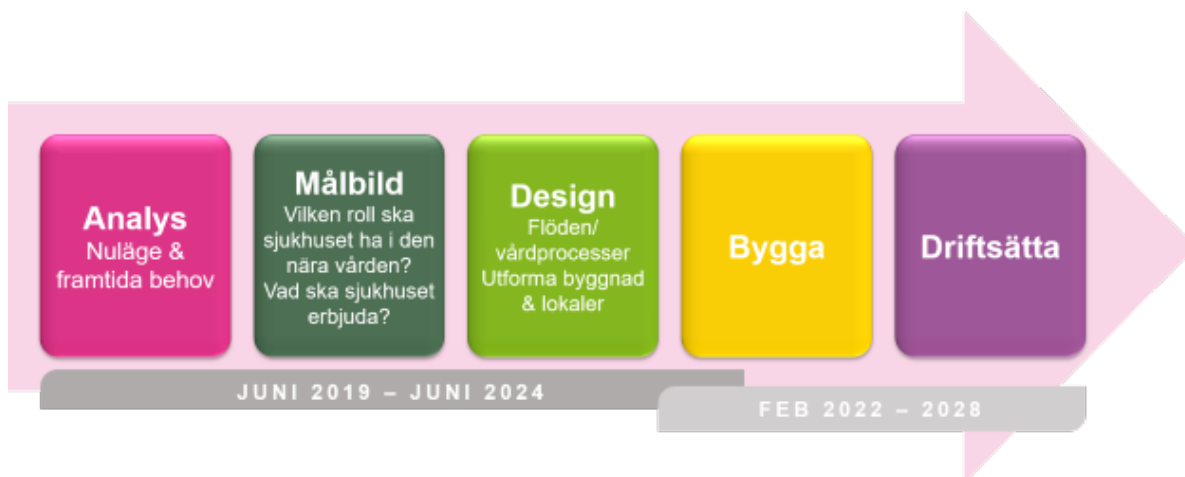 Analys
Nuläge &
framtida behov
Målbild
Vilken roll ska
sjukhuset ha i den
nära vården?
Vad ska sjukhuset
erbjuda?
Design
Flöden/
vårdprocesser
Utforma byggnad
& lokaler
Bygga
Driftsätta
JUNI 2019 – JUNI 2024
FEB 2022 – 2028